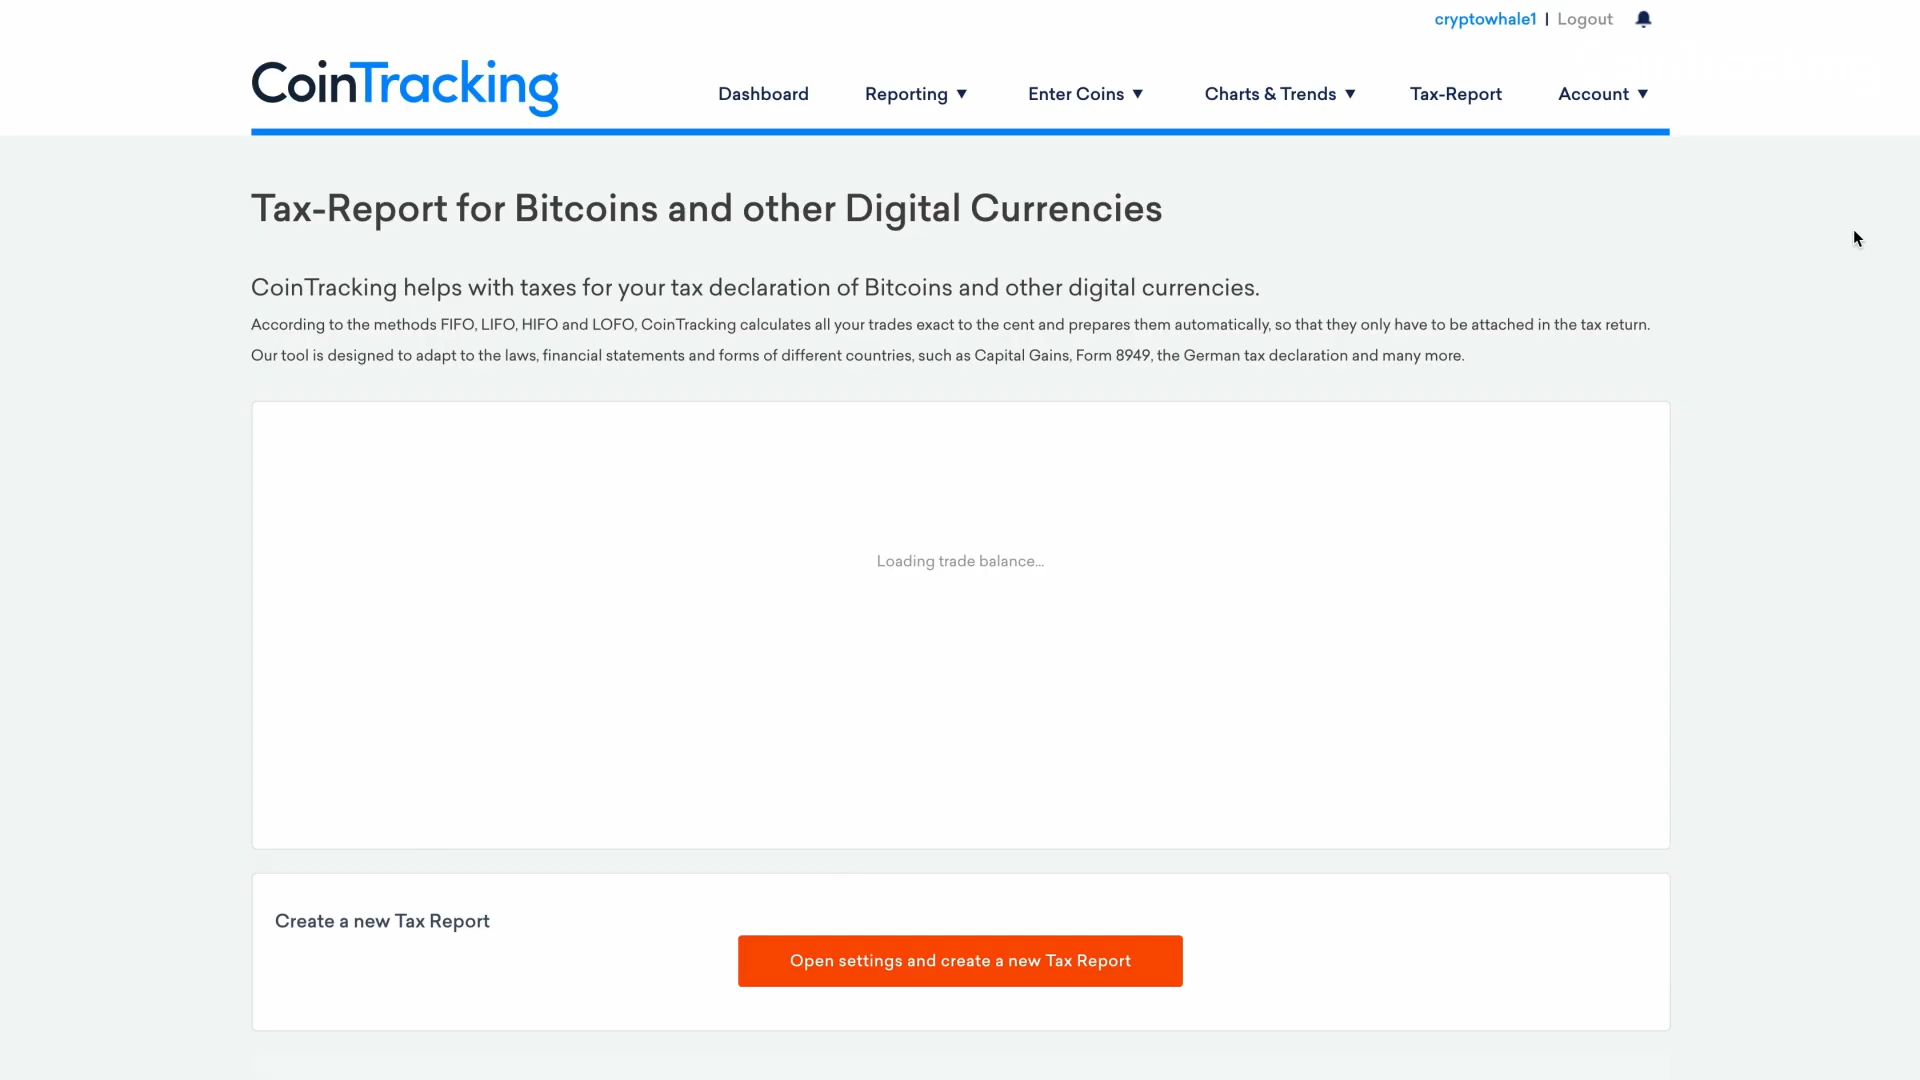 cryptowhale1 | Logout
CoinTracking
Dashboard Reporting ▼ Enter Coins ▼ Charts & Trends ▼ Tax-Report Account ▼
Tax-Report for Bitcoins and other Digital Currencies
CoinTracking helps with taxes for your tax declaration of Bitcoins and other digital currencies.
According to the methods FIFO, LIFO, HIFO and LOFO, CoinTracking calculates all your trades exact to the cent and prepares them automatically, so that they only have to be attached in the tax return.
Our tool is designed to adapt to the laws, financial statements and forms of different countries, such as Capital Gains, Form 8949, the German tax declaration and many more.
Loading trade balance...
Create a new Tax Report
Open settings and create a new Tax Report